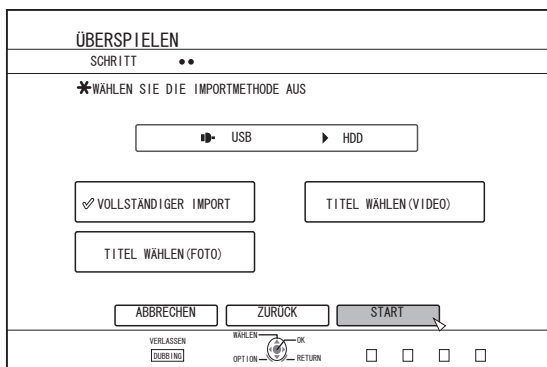 ÜBERSPIELEN
SCHRITT
WÄHLEN SIE DIE IMPORTMETHODE AUS
USB HDD
VOLLSTÄNDIGER IMPORT TITEL WÄHLEN(VIDEO)
TITEL WÄHLEN(FOTO)
ABBRECHEN ZURÜCK START
VERLASSEN
DUBBING
WÄHLEN OK
OPTION RETURN